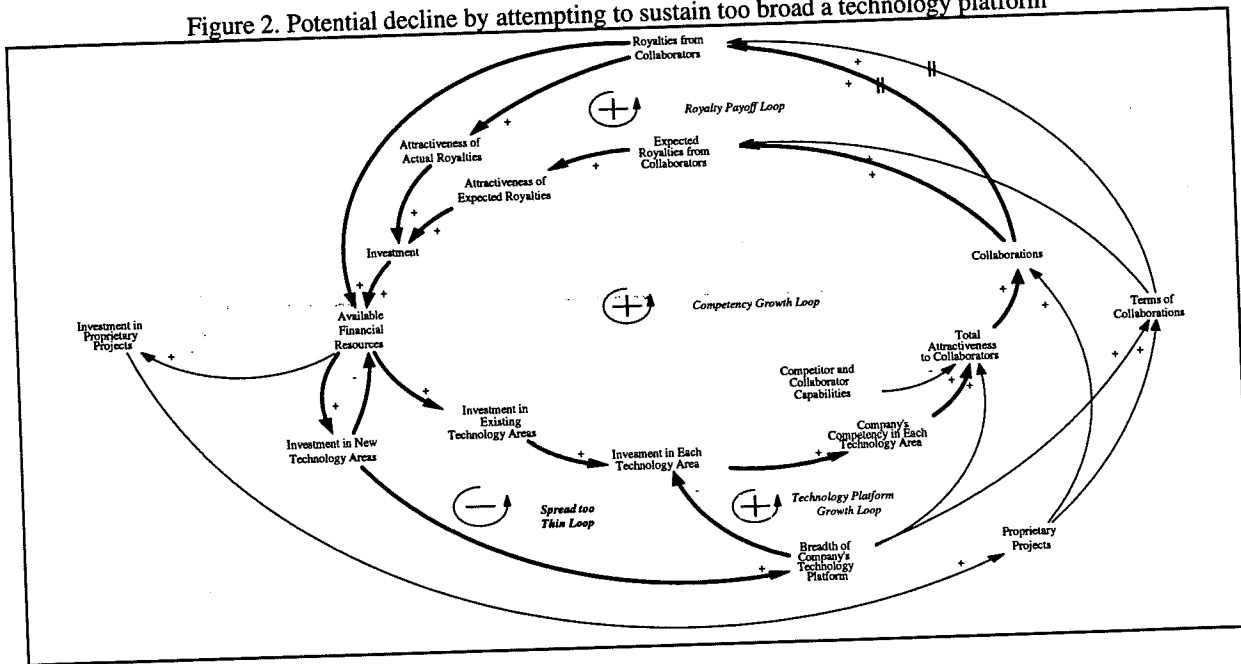 Figure 2. Potential decline by attempting to sustain too broad a technology platform
Royalties from
Collaborators
+
+
Royalty Payoff Loop
+
Attractiveness of
Actual Royalties
Expected
Royalties from
Collaborators
+
+
+
Attractiveness of
Expected Royalties
+
+
Investment
Collaborations
+
+
+
+
Competency Growth Loop
Terms of
Collaborations
Available
Financial
Resources
Investment in
Proprietary
Projects
+
Total
Attractiveness
to Collaborators
+
+
Competitor and
Collaborator
Capabilities
+
+
-
+
+
Investment in
Existing
Technology Areas
Company's
Competency in Each
Technology Area
Investment in New
Technology Areas
+
Invesment in Each
Technology Area
+
-
Spread too
Thin Loop
Technology Platform
Growth Loop
Breadth of
Company's
Technology
Platform
+
Proprietary
Projects
+